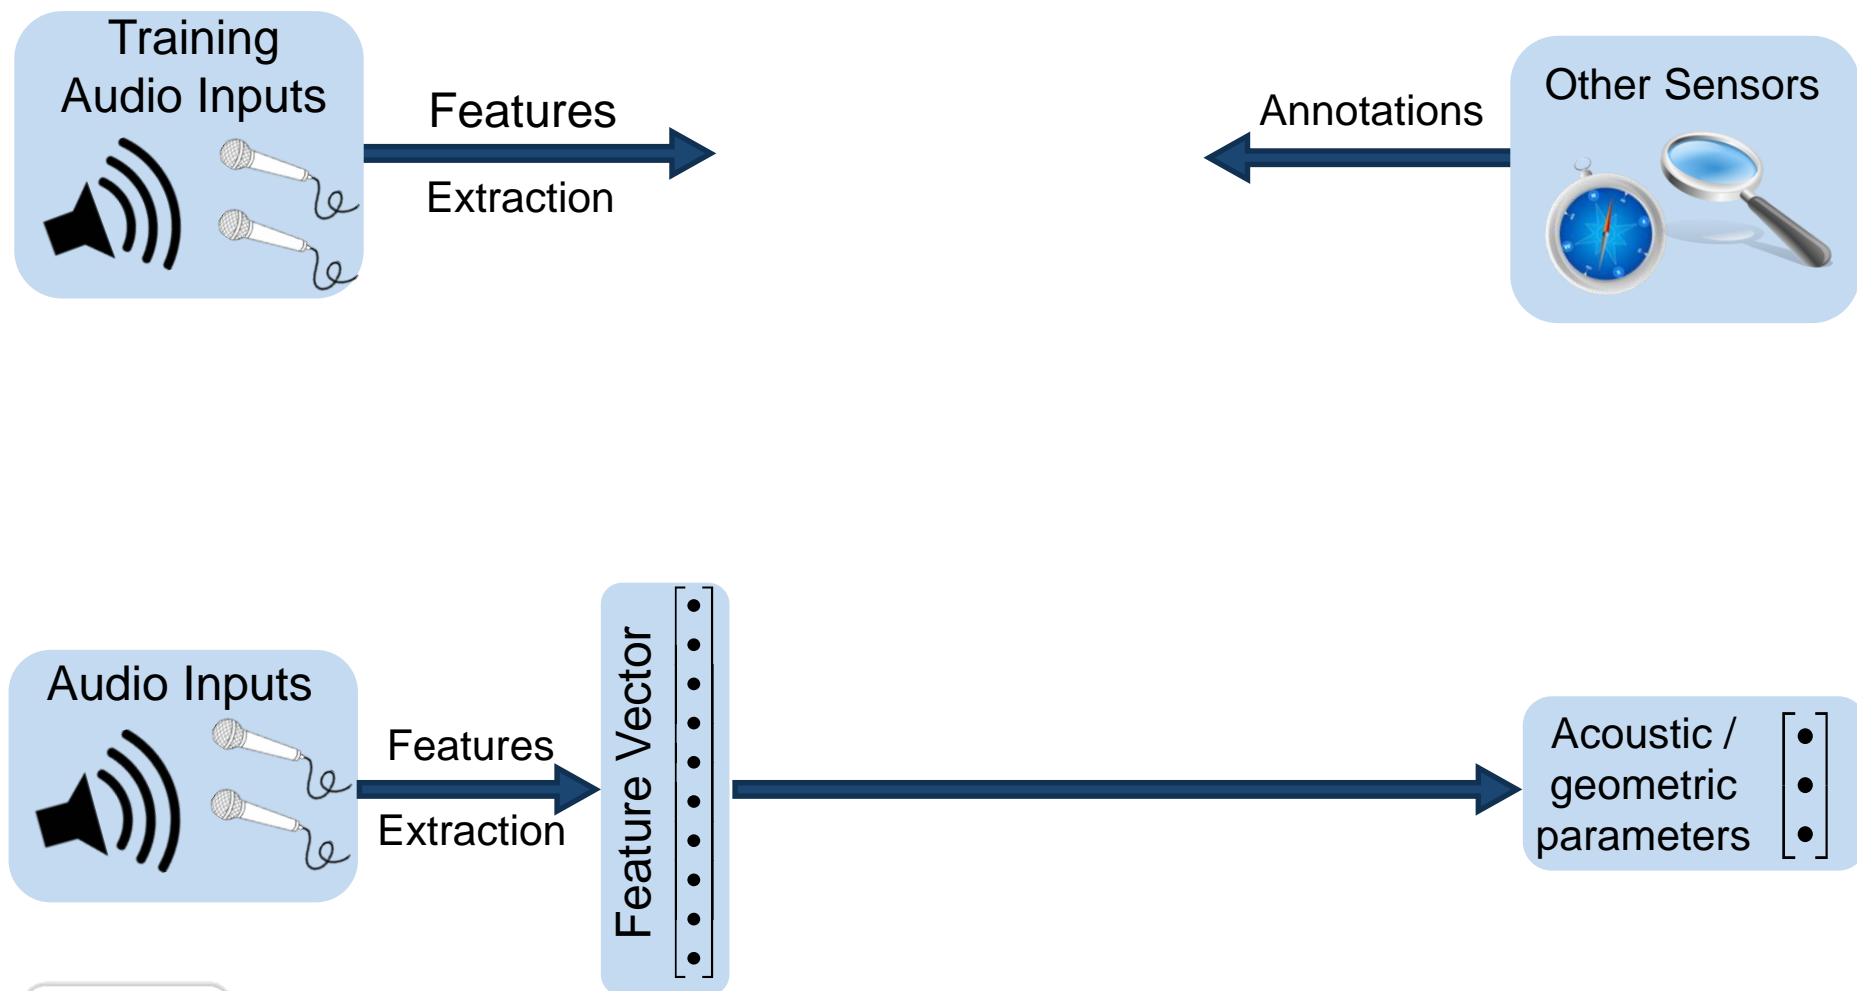 Training
Audio Inputs
Features
Extraction
Annotations
Other Sensors
Audio Inputs
Features
Extraction
Feature Vector
Acoustic /
geometric
parameters